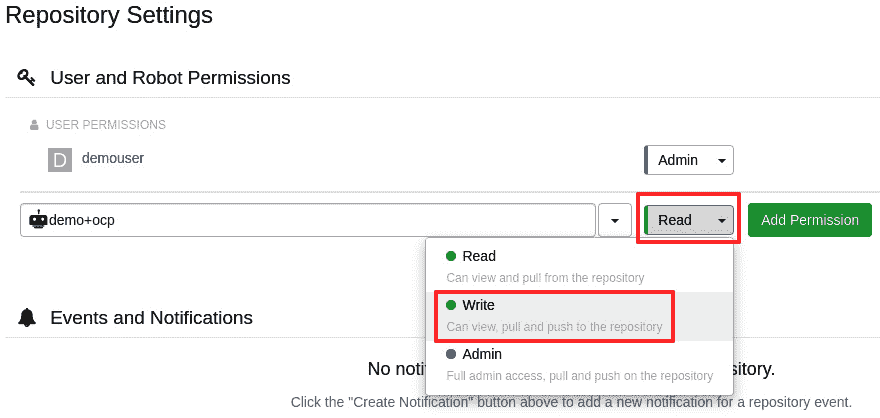 Repository Settings
User and Robot Permissions
USER PERMISSIONS
D demouser Admin
demo+ocp Read Add Permission
Read
Can view and pull from the repository
Write
Can view, pull and push to the repository
Events and Notifications
Admin
No
Full admin access, pull and push on the repository
Click the "Create Notification" button above to add a new notification for a repository event.